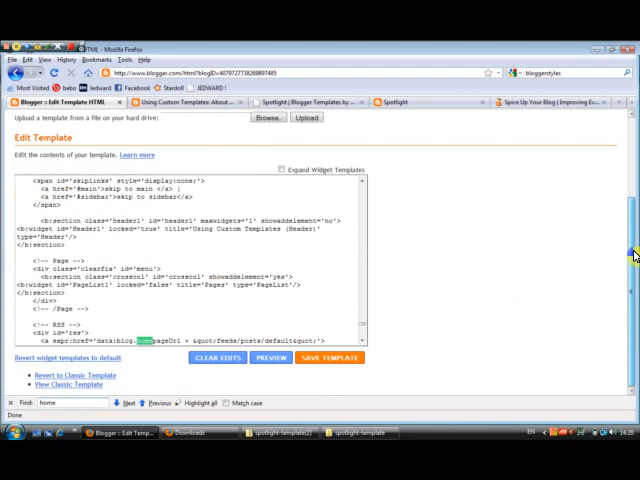 HTML - Mozilla Firefox
File Edit View History Bookmarks Tools Help
http://www.blogger.com/html?blogID=4079727738269897485
bloggerstyles
Most Visited bebo Jedward Facebook Stardoll JEDWARD !
Blogger :: Edit Template HTML
Using Custom Templates: About ...
Spotlight | Blogger Templates by ...
Spotlight
Spice Up Your Blog | Improving E...
Upload a template from a file on your hard drive:
Browse...
Upload
Edit Template
Edit the contents of your template. Learn more
Expand Widget Templates
<span id='skiplinks' style='display:none;'>
<a href='#main'>skip to main </a> |
<a href='#sidebar'>skip to sidebar</a>
</span>
<b:section class='header1' id='header1' maxwidgets='1' showaddelement='no'>
<b:widget id='Header1' locked='true' title='Using Custom Templates (Header)'
type='Header'/>
</b:section>
<!-- Page -->
<div class='clearfix' id='menu'>
<b:section class='crosscol' id='crosscol' showaddelement='yes'>
<b:widget id='PageList1' locked='false' title='Pages' type='PageList'/>
</b:section>
</div>
<!-- /Page -->
<!-- RSS -->
<div id='rss'>
<a expr:href='data:blog.homepageUrl + &quot;feeds/posts/default&quot;'>
Revert widget templates to default
CLEAR EDITS
PREVIEW
SAVE TEMPLATE
Revert to Classic Template
View Classic Template
Find: home
Next Previous Highlight all Match case
Done
Blogger :: Edit Temp...
Downloads
spotlight-template(2)
spotlight-template
EN
14:20